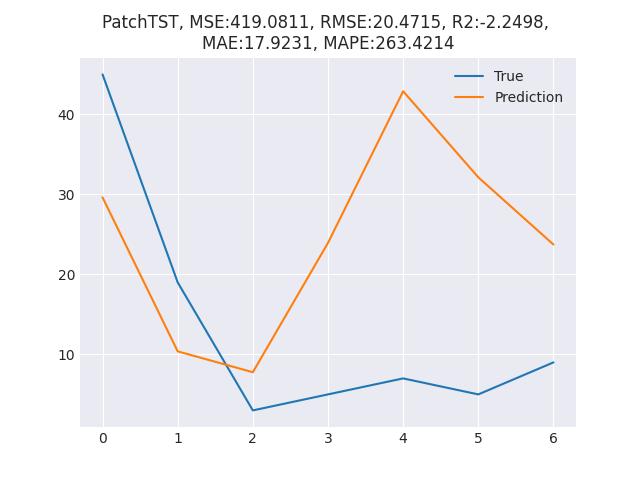 PatchTST, MSE:419.0811, RMSE:20.4715, R2:-2.2498,
MAE:17.9231, MAPE:263.4214
True
Prediction
40
30
20
10
0 1 2 3 4 5 6